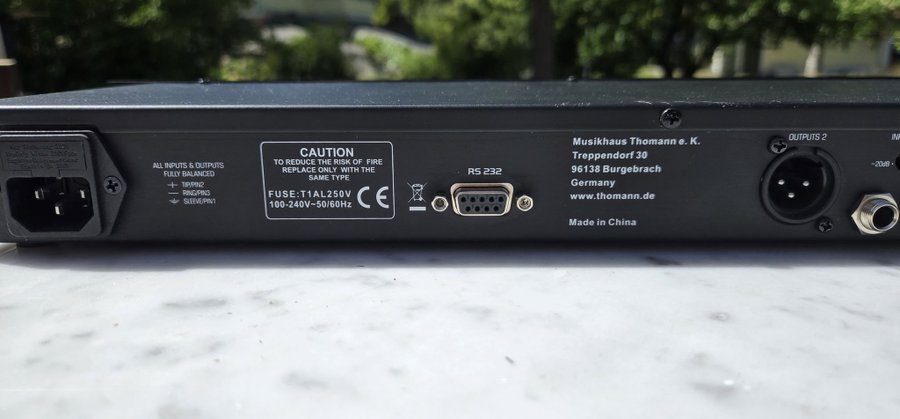 ALL INPUTS & OUTPUTS
FULLY BALANCED
TIP/PIN2
RING/PIN3
SLEEVE/PIN1
CAUTION
TO REDUCE THE RISK OF FIRE
REPLACE ONLY WITH THE
SAME TYPE
FUSE:T1AL250V
100-240V~50/60Hz
CE
RS 232
Musikhaus Thomann e. K.
Treppendorf 30
96138 Burgebrach
Germany
www.thomann.de
Made in China
OUTPUTS 2
-20dB